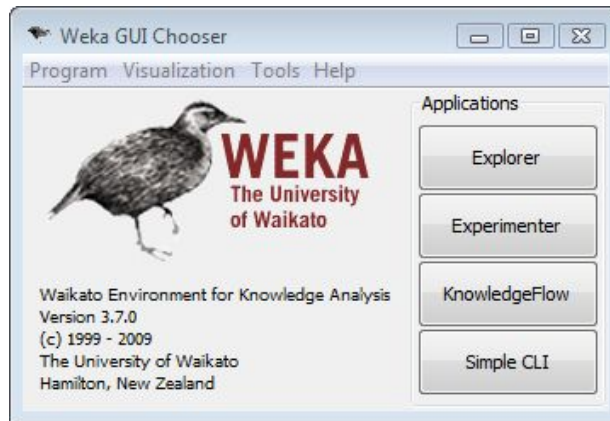 Weka GUI Chooser
Program Visualization Tools Help
WEKA
The University
of Waikato
Waikato Environment for Knowledge Analysis
Version 3.7.0
(c) 1999 - 2009
The University of Waikato
Hamilton, New Zealand
Applications
Explorer
Experimenter
KnowledgeFlow
Simple CLI